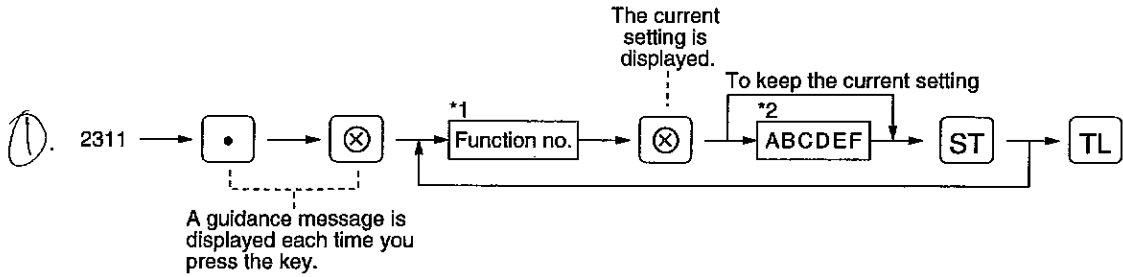 The current
setting is
displayed.
To keep the current setting
*1
*2
①. 2311 • ⊗ Function no. ⊗ ABCDEF ST TL
A guidance message is
displayed each time you
press the key.